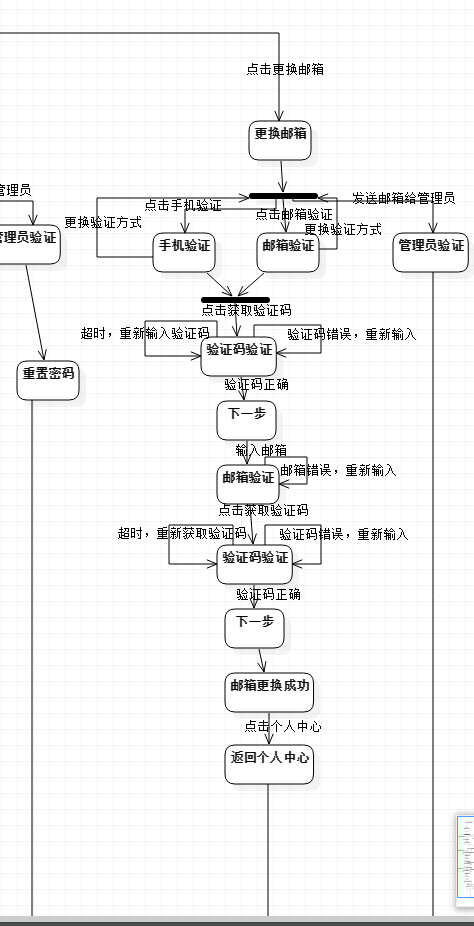 点击更换邮箱
更换邮箱
管理员
点击手机验证
发送邮箱给管理员
点击邮箱验证
更换验证方式
更换验证方式
管理员验证
手机验证
邮箱验证
管理员验证
点击获取验证码
超时，重新输入验证码
验证码错误，重新输入
验证码验证
重置密码
验证码正确
下一步
输入邮箱
邮箱错误，重新输入
邮箱验证
点击获取验证码
超时，重新获取验证码
验证码错误，重新输入
验证码验证
验证码正确
下一步
邮箱更换成功
点击个人中心
返回个人中心